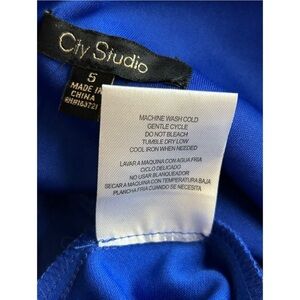 City Studio
5
MADE IN
CHINA
MACHINE WASH COLD
GENTLE CYCLE
DO NOT BLEACH
TUMBLE DRY LOW
COOL IRON WHEN NEEDED
LAVAR A MAQUINA CON AGUA FRIA
CICLO DELICADO
NO USAR BLANQUEADOR
SECAR A MAQUINA CON TEMPERATURA BAJA
PLANCHA FRIA CUANDO SE NECESITA